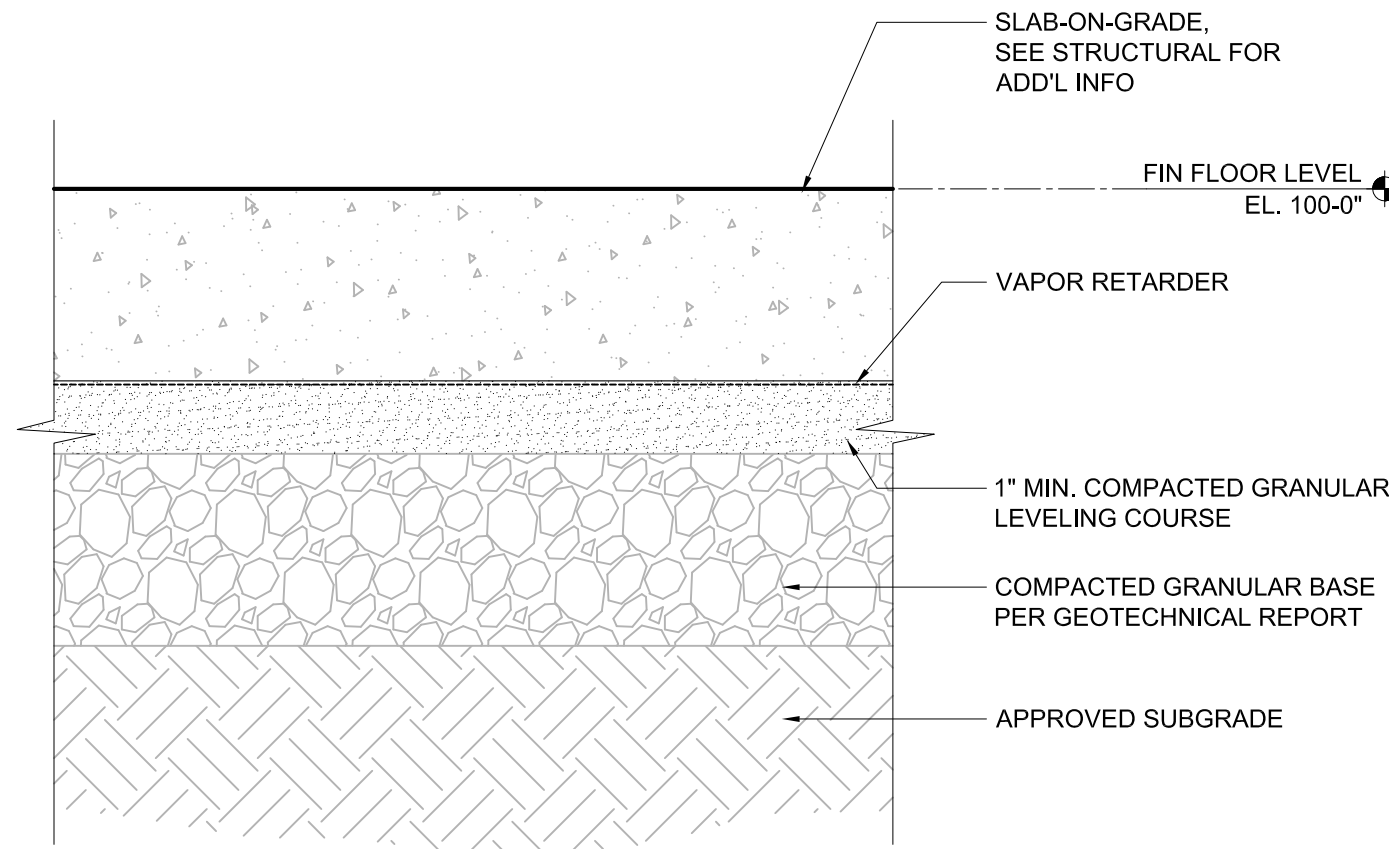 SLAB-ON-GRADE,
SEE STRUCTURAL FOR
ADD'L INFO
FIN FLOOR LEVEL
EL. 100-0"
VAPOR RETARDER
1" MIN. COMPACTED GRANULAR
LEVELING COURSE
COMPACTED GRANULAR BASE
PER GEOTECHNICAL REPORT
APPROVED SUBGRADE